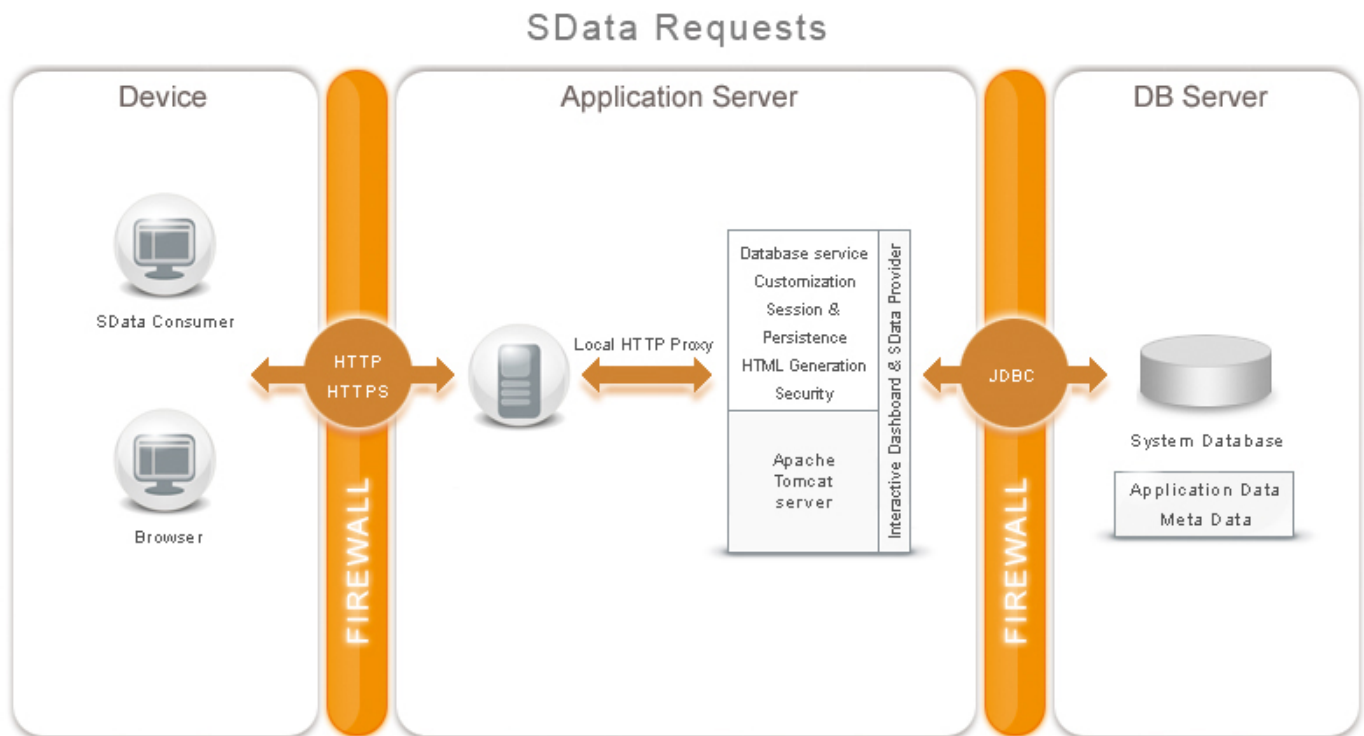 SData Requests
Device
SData Consumer
Browser
HTTP
HTTPS
FIREWALL
Application Server
Local HTTP Proxy
Database service
Customization
Session &
Persistence
HTML Generation
Security
Apache
Tomcat
server
Interactive Dashboard & SData Provider
JDBC
FIREWALL
DB Server
System Database
Application Data
Meta Data